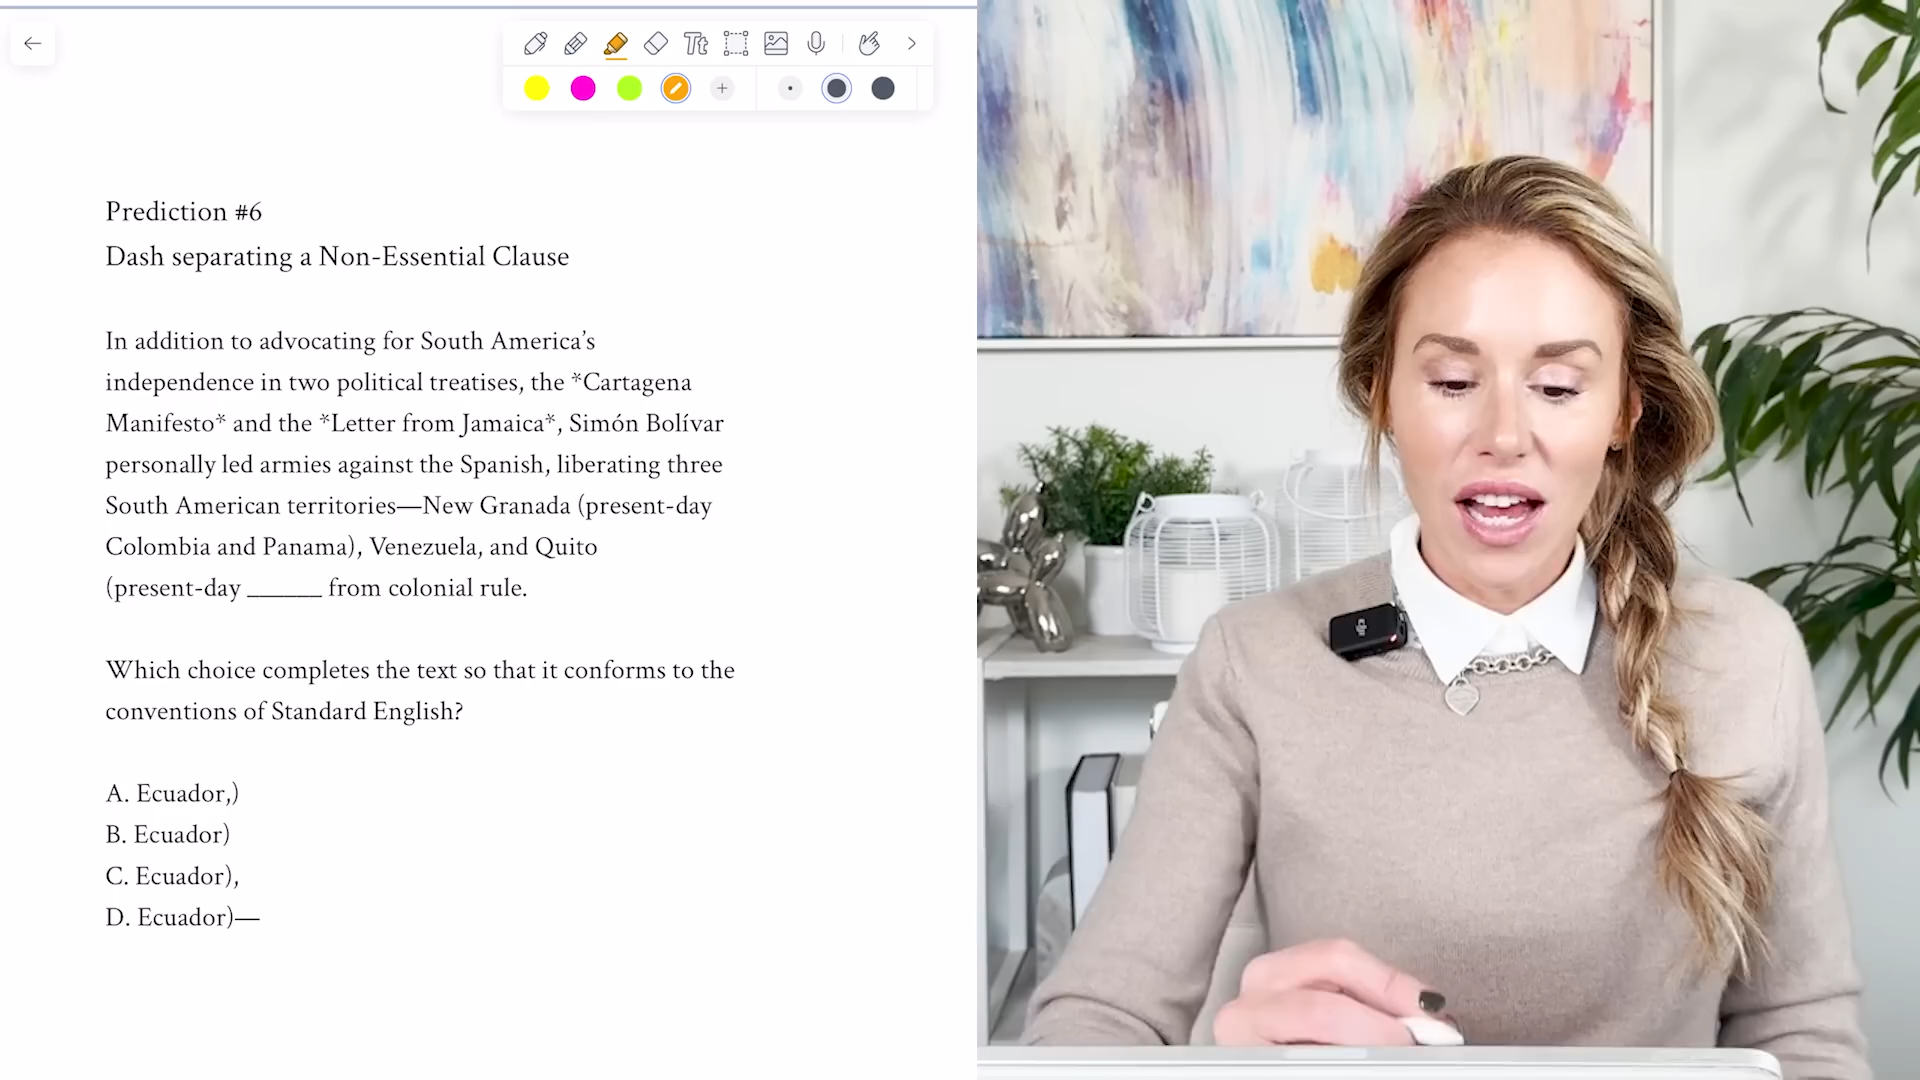 Prediction #6
Dash separating a Non-Essential Clause
In addition to advocating for South America’s
independence in two political treatises, the *Cartagena
Manifesto* and the *Letter from Jamaica*, Simón Bolívar
personally led armies against the Spanish, liberating three
South American territories—New Granada (present-day
Colombia and Panama), Venezuela, and Quito
(present-day ______ from colonial rule.
Which choice completes the text so that it conforms to the
conventions of Standard English?
A. Ecuador,)
B. Ecuador)
C. Ecuador),
D. Ecuador)—
Tt